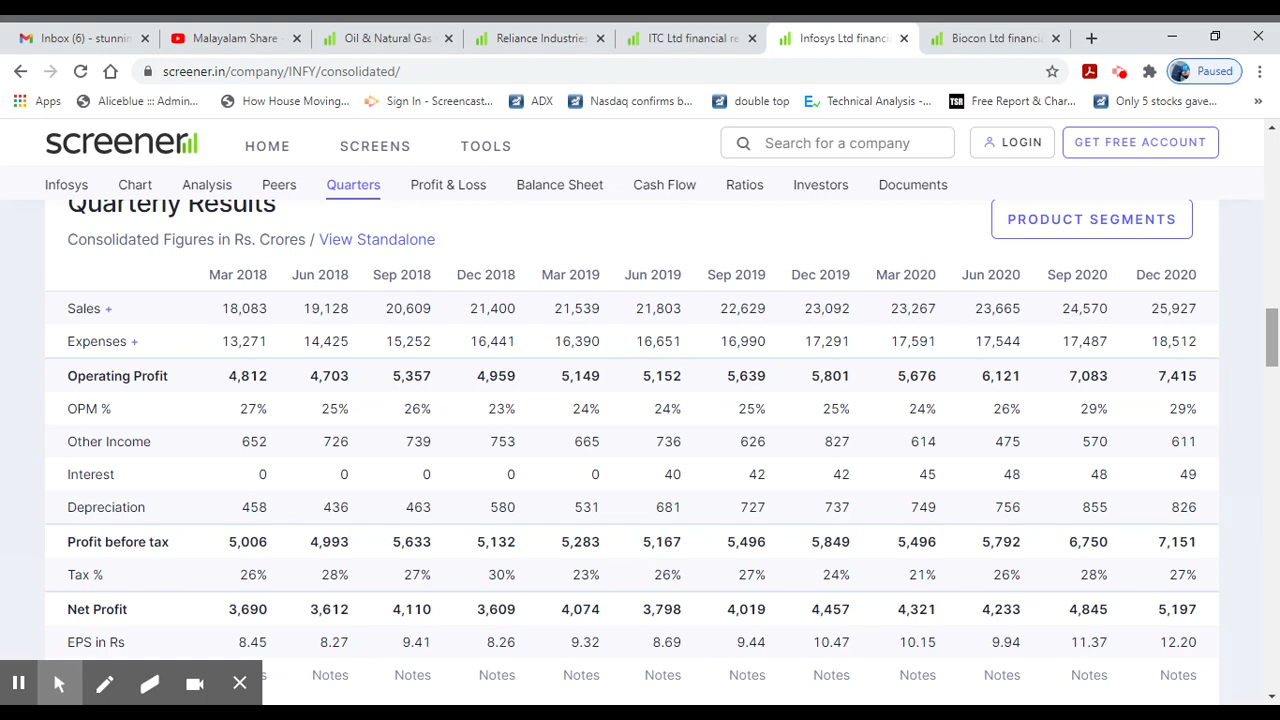 Inbox (6) - stunnin
Malayalam Share -
Oil & Natural Gas
Reliance Industries
ITC Ltd financial re
Infosys Ltd financi
Biocon Ltd financi
screener.in/company/INFY/consolidated/
Paused
Apps
Aliceblue ::: Admin...
How House Moving...
Sign In - Screencast...
ADX
Nasdaq confirms b...
double top
Technical Analysis -...
TSR Free Report & Char...
Only 5 stocks gave...
»
screener
HOME SCREENS TOOLS
Search for a company
LOGIN
GET FREE ACCOUNT
Infosys Chart Analysis Peers Quarters Profit & Loss Balance Sheet Cash Flow Ratios Investors Documents
Quarterly Results
PRODUCT SEGMENTS
Consolidated Figures in Rs. Crores / View Standalone
Mar 2018 Jun 2018 Sep 2018 Dec 2018 Mar 2019 Jun 2019 Sep 2019 Dec 2019 Mar 2020 Jun 2020 Sep 2020 Dec 2020
Sales + 18,083 19,128 20,609 21,400 21,539 21,803 22,629 23,092 23,267 23,665 24,570 25,927
Expenses + 13,271 14,425 15,252 16,441 16,390 16,651 16,990 17,291 17,591 17,544 17,487 18,512
Operating Profit 4,812 4,703 5,357 4,959 5,149 5,152 5,639 5,801 5,676 6,121 7,083 7,415
OPM % 27% 25% 26% 23% 24% 24% 25% 25% 24% 26% 29% 29%
Other Income 652 726 739 753 665 736 626 827 614 475 570 611
Interest 0 0 0 0 0 40 42 42 45 48 48 49
Depreciation 458 436 463 580 531 681 727 737 749 756 855 826
Profit before tax 5,006 4,993 5,633 5,132 5,283 5,167 5,496 5,849 5,496 5,792 6,750 7,151
Tax % 26% 28% 27% 30% 23% 26% 27% 24% 21% 26% 28% 27%
Net Profit 3,690 3,612 4,110 3,609 4,074 3,798 4,019 4,457 4,321 4,233 4,845 5,197
EPS in Rs 8.45 8.27 9.41 8.26 9.32 8.69 9.44 10.47 10.15 9.94 11.37 12.20
Notes Notes Notes Notes Notes Notes Notes Notes Notes Notes Notes